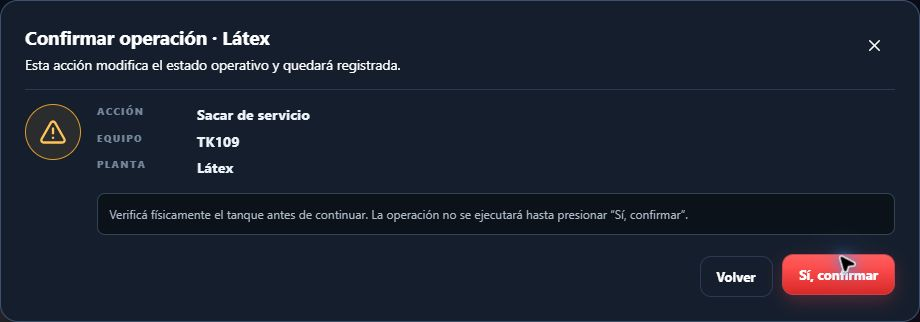 Confirmar operación · Látex
Esta acción modifica el estado operativo y quedará registrada.
ACCIÓN Sacar de servicio
EQUIPO TK109
PLANTA Látex
Verificá físicamente el tanque antes de continuar. La operación no se ejecutará hasta presionar “Sí, confirmar”.
Volver Sí, confirmar